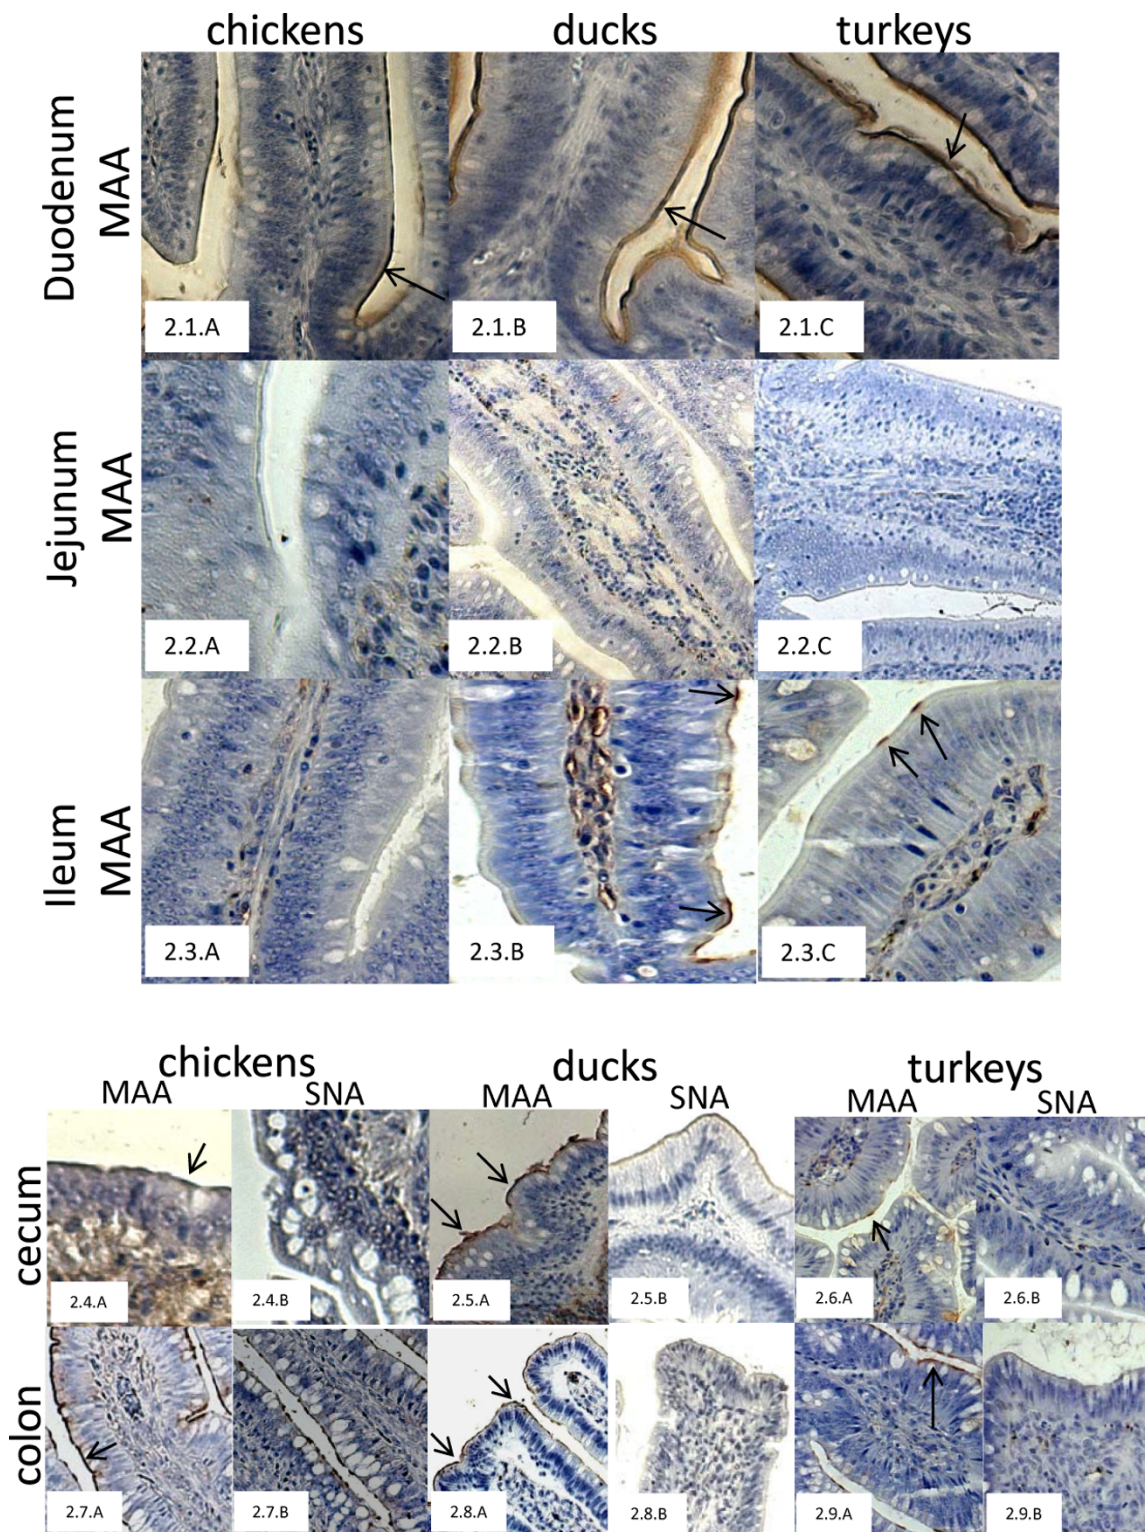 chickens ducks turkeys
Duodenum
MAA
2.1.A 2.1.B 2.1.C
Jejunum
MAA
2.2.A 2.2.B 2.2.C
Ileum
MAA
2.3.A 2.3.B 2.3.C
chickens ducks turkeys
MAA SNA MAA SNA MAA SNA
cecum
2.4.A 2.4.B 2.5.A 2.5.B 2.6.A 2.6.B
colon
2.7.A 2.7.B 2.8.A 2.8.B 2.9.A 2.9.B